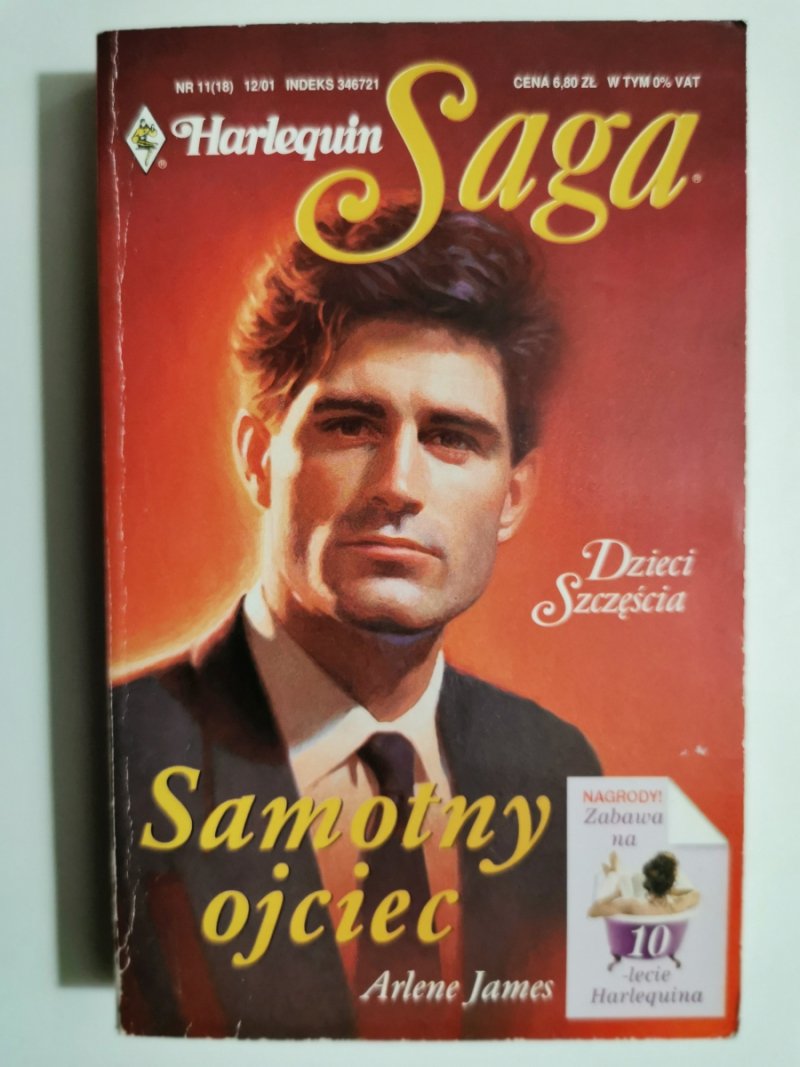 NR 11(18) 12/01 INDEKS 346721 CENA 6,80 ZŁ W TYM 0% VAT
Harlequin ® Saga ®
Dzieci
Szczęścia
Samotny
ojciec
Arlene James
NAGRODY!
Zabawa
na
10
-lecie
Harlequina